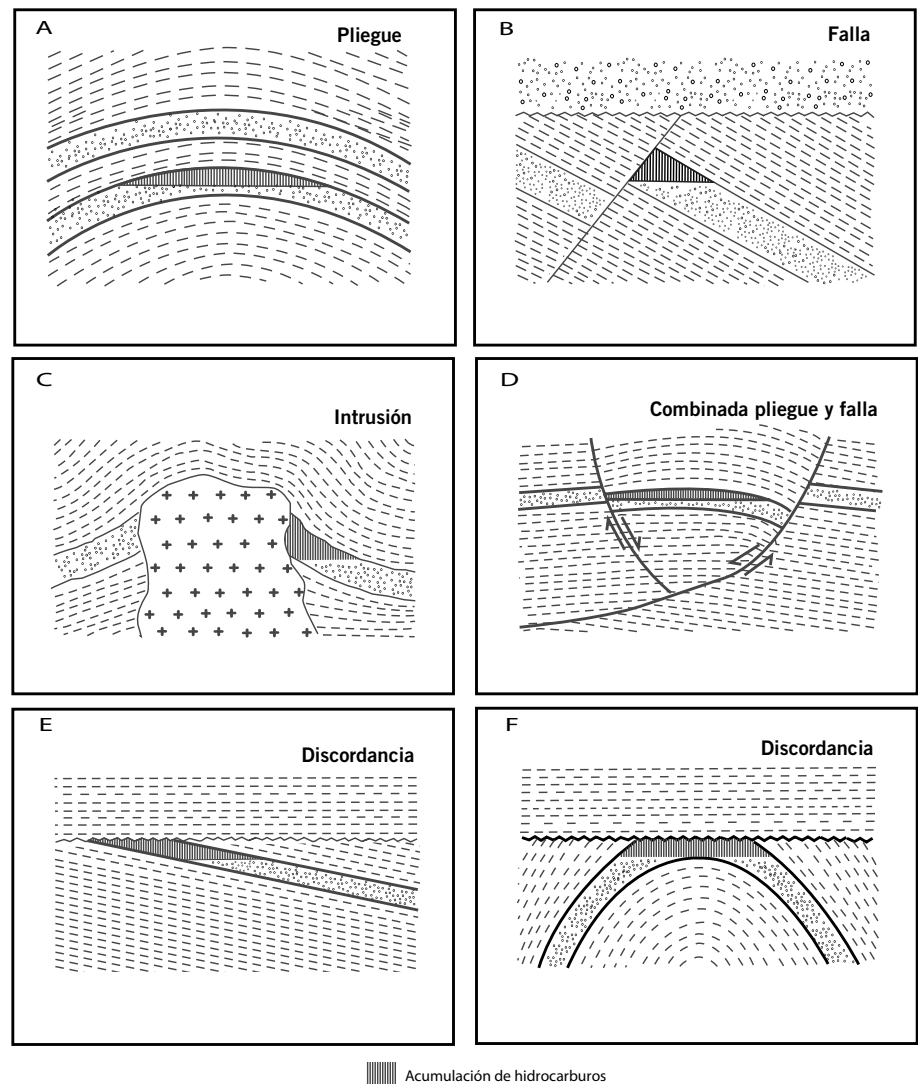 A
Pliegue
B
Falla
C
Intrusión
D
Combinada pliegue y falla
E
Discordancia
F
Discordancia
Acumulación de hidrocarburos